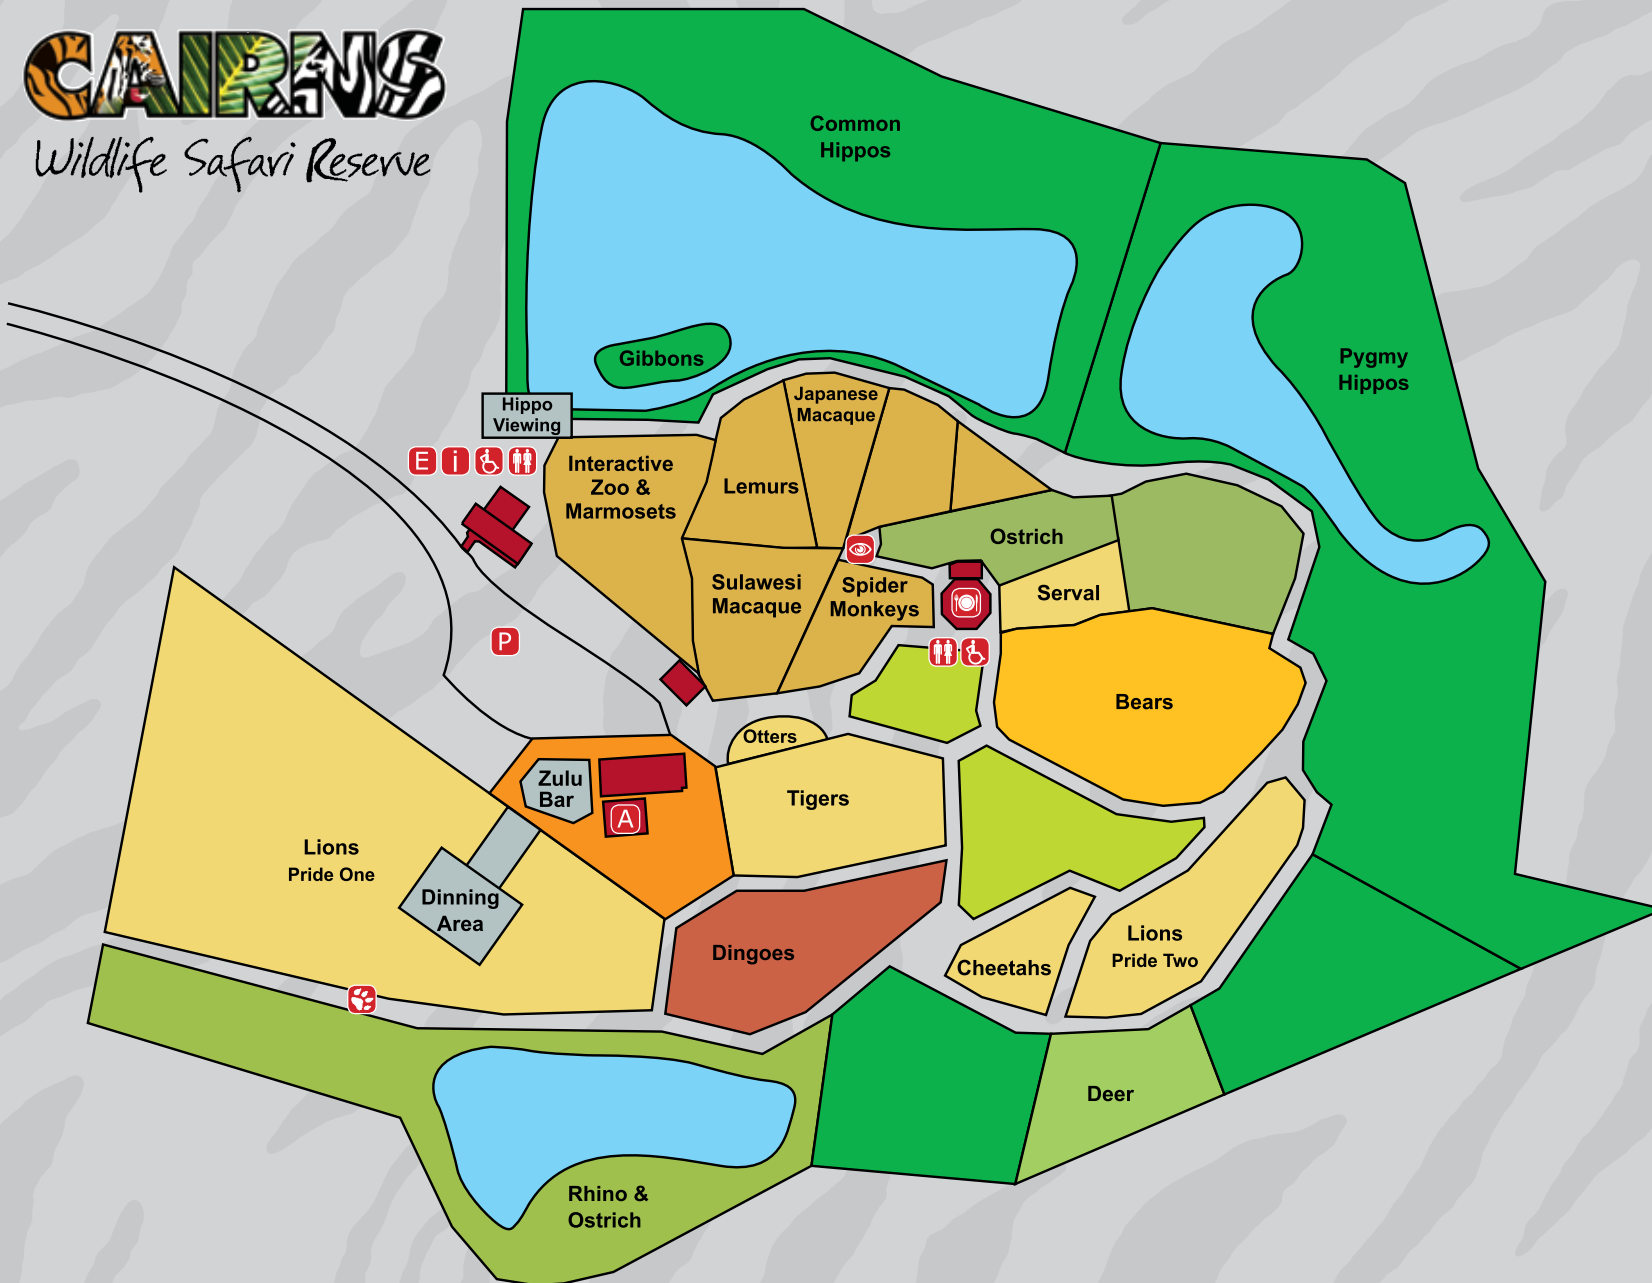 CAIRNS
Wildlife Safari Reserve
Common
Hippos
Gibbons
Pygmy
Hippos
Hippo
Viewing
Japanese
Macaque
E i
Interactive
Zoo &
Marmosets
Lemurs
Ostrich
Sulawesi
Macaque
Spider
Monkeys
Serval
P
Bears
Otters
Zulu
Bar
A
Tigers
Lions
Pride One
Dinning
Area
Dingoes
Cheetahs
Lions
Pride Two
Deer
Rhino &
Ostrich